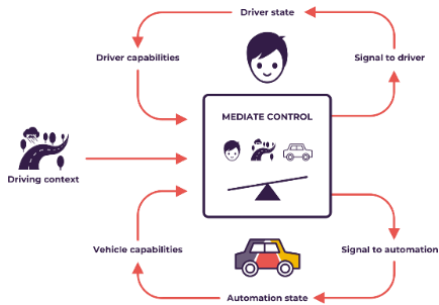 Driver state
Driver capabilities
Signal to driver
MEDIATE CONTROL
Driving context
Vehicle capabilities
Signal to automation
Automation state